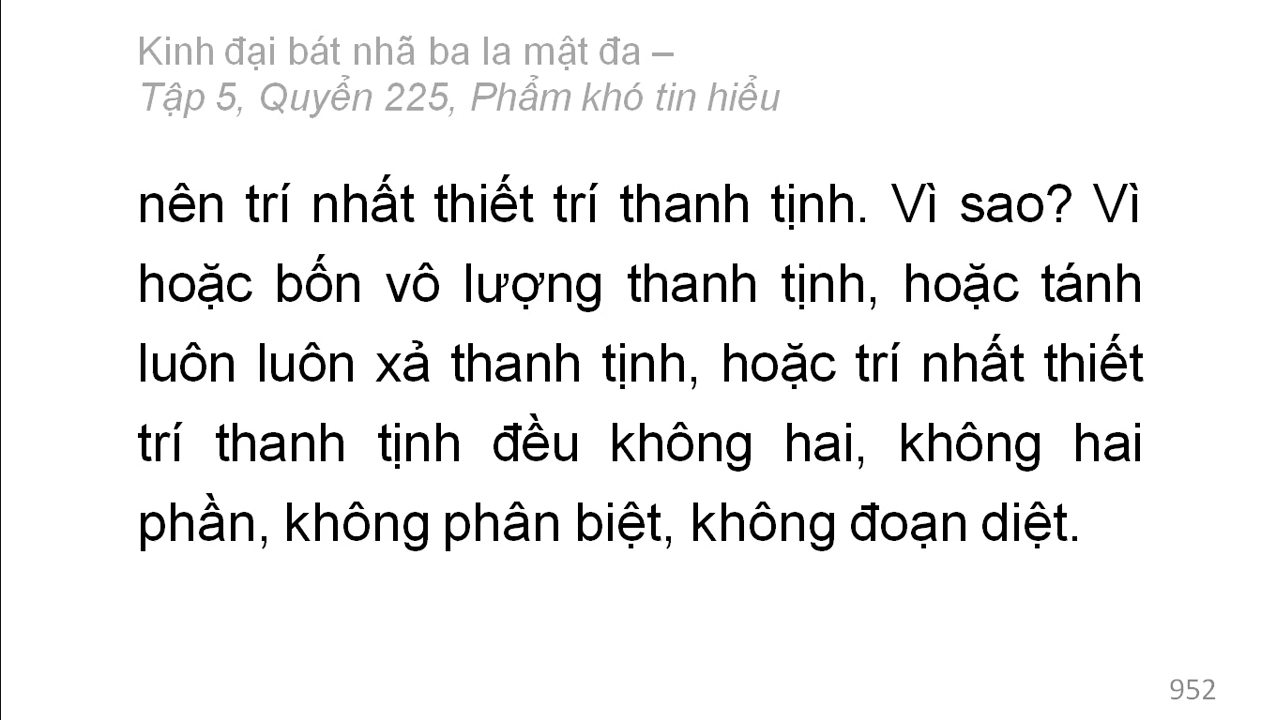 Kinh đại bát nhã ba la mật đa –
Tập 5, Quyển 225, Phẩm khó tin hiểu
nên trí nhất thiết trí thanh tịnh. Vì sao? Vì
hoặc bốn vô lượng thanh tịnh, hoặc tánh
luôn luôn xả thanh tịnh, hoặc trí nhất thiết
trí thanh tịnh đều không hai, không hai
phần, không phân biệt, không đoạn diệt.
952